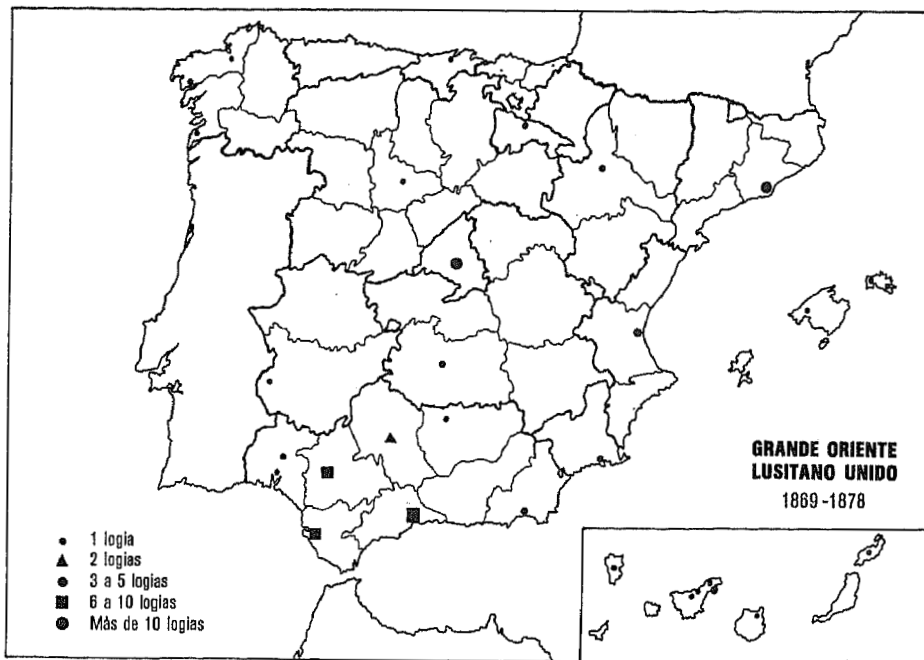 GRANDE ORIENTE
LUSITANO UNIDO
1869-1878
1 logia
2 logias
3 a 5 logias
6 a 10 logias
Más de 10 logias